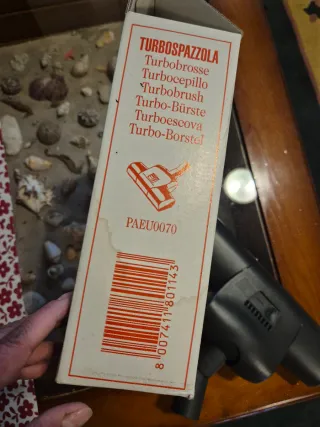 TURBOSPAZZOLA
Turbobrosse
Turbocepillo
Turbobrush
Turbo-Bürste
Turboescova
Turbo-Borstel
PAEU0070
8 007411 801143